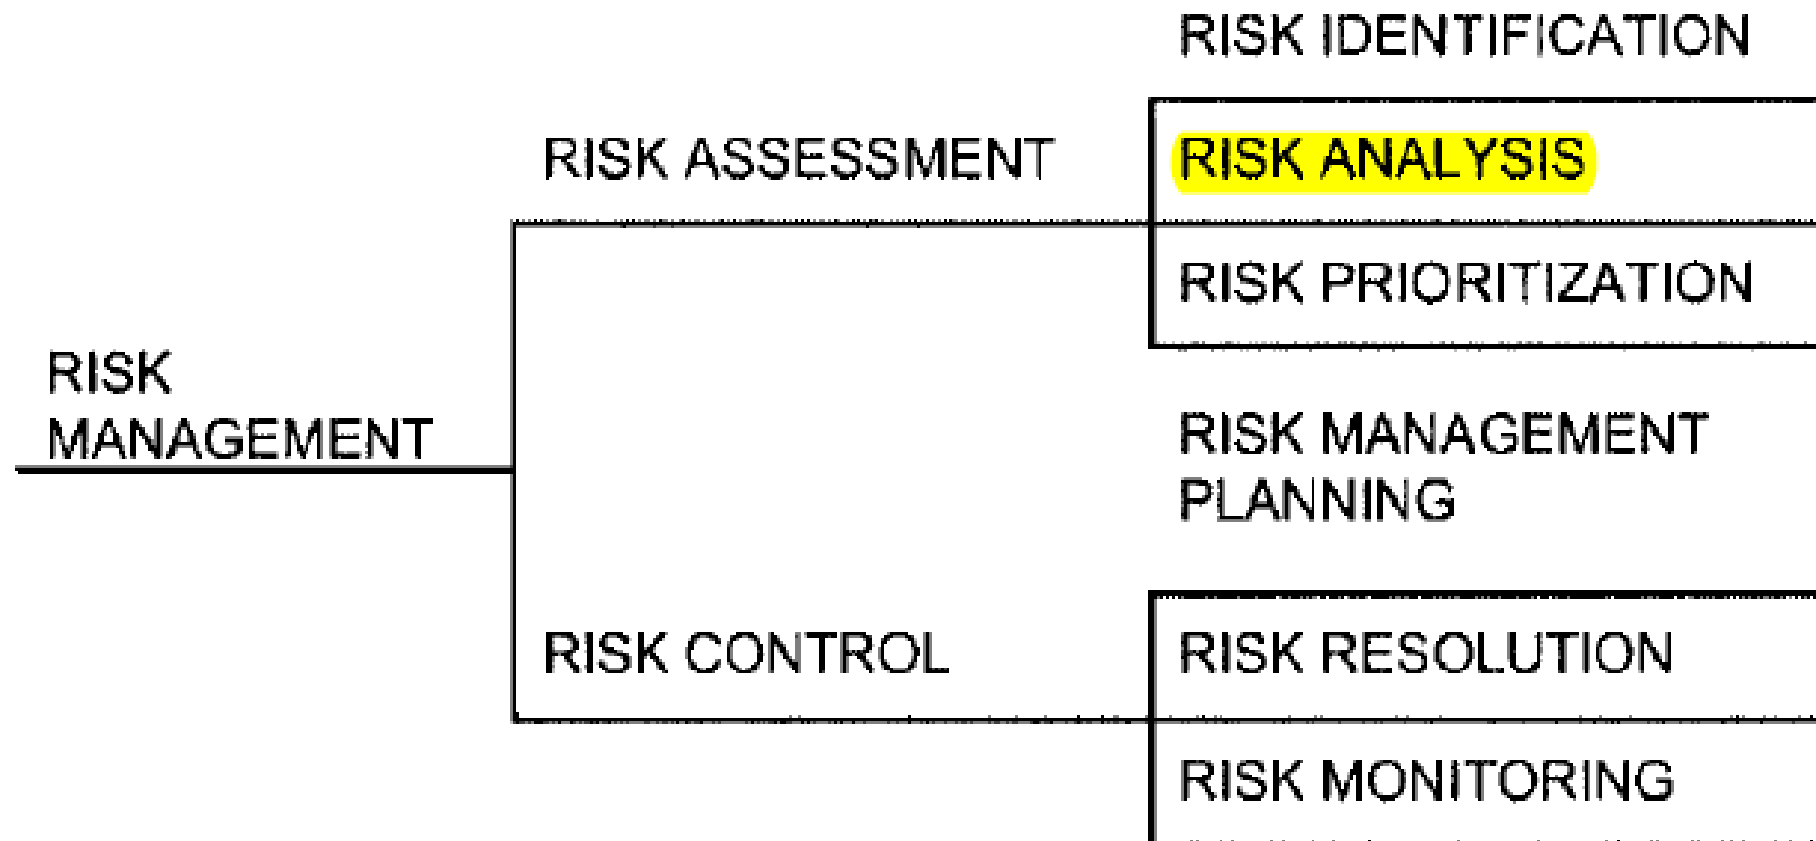 RISK IDENTIFICATION
RISK ASSESSMENT
RISK ANALYSIS
RISK PRIORITIZATION
RISK
MANAGEMENT
RISK MANAGEMENT
PLANNING
RISK CONTROL
RISK RESOLUTION
RISK MONITORING